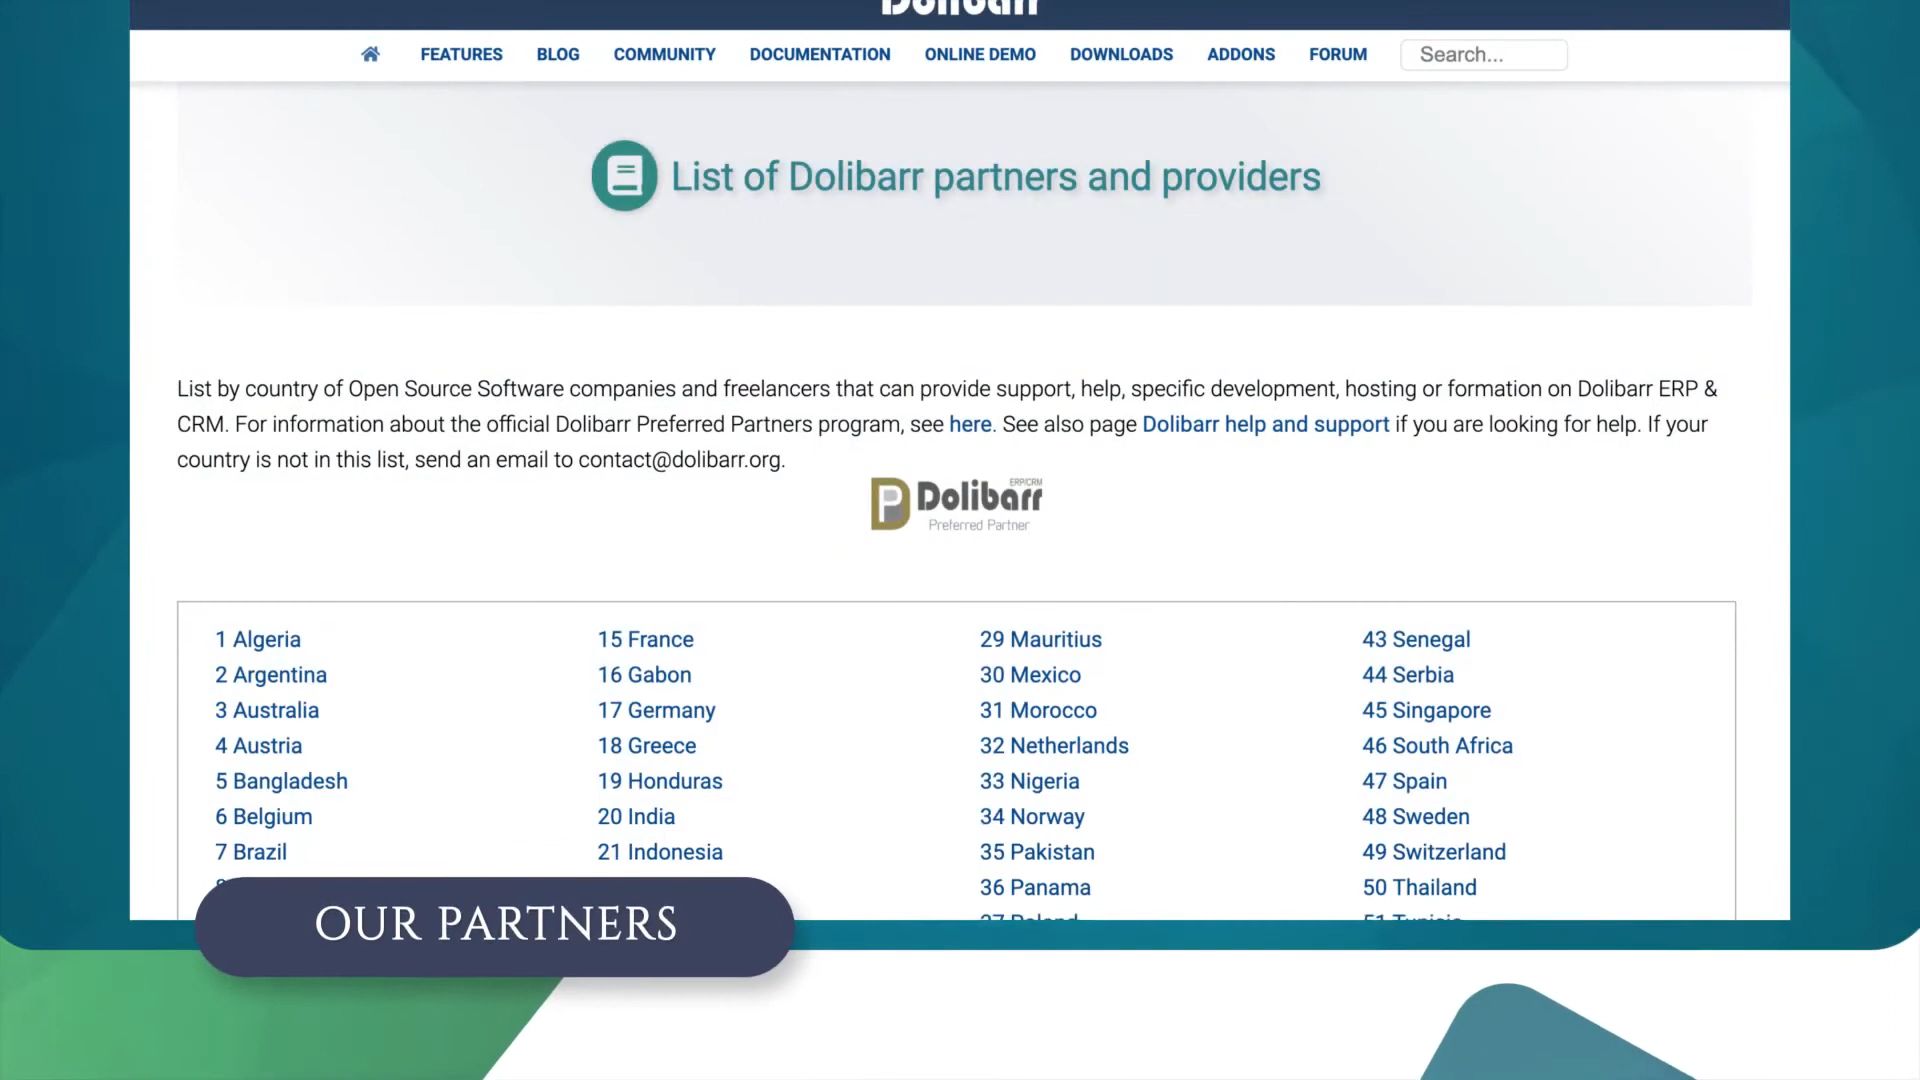 Dolibarr
FEATURES BLOG COMMUNITY DOCUMENTATION ONLINE DEMO DOWNLOADS ADDONS FORUM Search...
List of Dolibarr partners and providers
List by country of Open Source Software companies and freelancers that can provide support, help, specific development, hosting or formation on Dolibarr ERP &
CRM. For information about the official Dolibarr Preferred Partners program, see here. See also page Dolibarr help and support if you are looking for help. If your
country is not in this list, send an email to contact@dolibarr.org.
Dolibarr ERP/CRM
Preferred Partner
1 Algeria
2 Argentina
3 Australia
4 Austria
5 Bangladesh
6 Belgium
7 Brazil
15 France
16 Gabon
17 Germany
18 Greece
19 Honduras
20 India
21 Indonesia
29 Mauritius
30 Mexico
31 Morocco
32 Netherlands
33 Nigeria
34 Norway
35 Pakistan
36 Panama
37 Poland
43 Senegal
44 Serbia
45 Singapore
46 South Africa
47 Spain
48 Sweden
49 Switzerland
50 Thailand
51 Tunisia
OUR PARTNERS